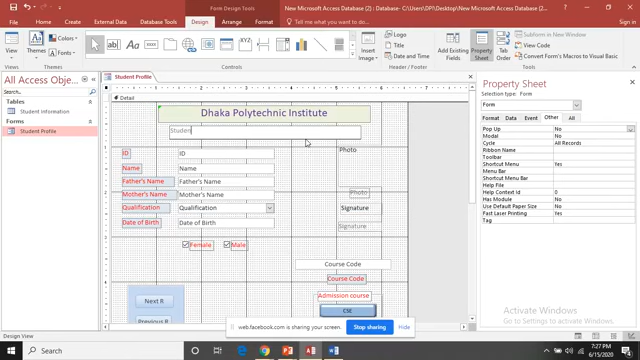 New Microsoft Access Database (2) : Database- C:\Users\DPI\Desktop\New Microsoft Access Database (2)
Form Design Tools
File Home Create External Data Database Tools Design Arrange Format Tell me what you want to do...
Themes
Colors
Fonts
View
Views
Themes
Controls
Insert Image
Logo
Title
Date and Time
Header / Footer
Add Existing Fields
Property Sheet
Tab Order
Subform in New Window
View Code
Convert Form's Macros to Visual Basic
Tools
All Access Obje...
Tables
Student Information
Forms
Student Profile
Student Profile
Detail
Dhaka Polytechnic Institute
Studen
ID ID
Name Name
Father's Name Father's Name
Mother's Name Mother's Name
Qualification Qualification
Date of Birth Date of Birth
Female Male
Photo
Photo
Signature
Signature
Course Code
Course Code
Admission course
CSE
Next R
Previous R
Property Sheet
Selection type: Form
Form
Format Data Event Other All
Pop Up No
Modal No
Cycle All Records
Ribbon Name
Toolbar
Shortcut Menu Yes
Menu Bar
Shortcut Menu Bar
Help File
Help Context Id 0
Has Module No
Use Default Paper Size No
Fast Laser Printing Yes
Tag
Activate Windows
Go to Settings to activate Windows.
web.facebook.com is sharing your screen. Stop sharing Hide
Design View
Search
7:27 PM
6/15/2020